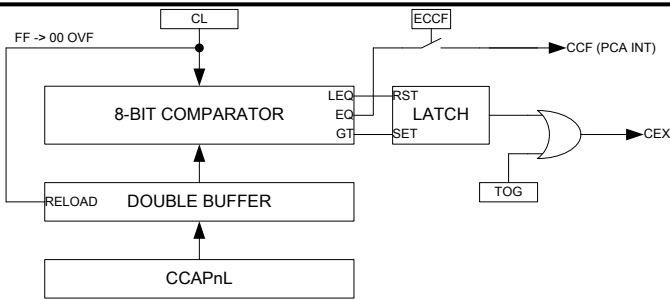 CL
ECCF
FF -> 00 OVF
CCF (PCA INT)
8-BIT COMPARATOR
LEQ
EQ
GT
RST
SET
LATCH
CEX
TOG
RELOAD
DOUBLE BUFFER
CCAPnL